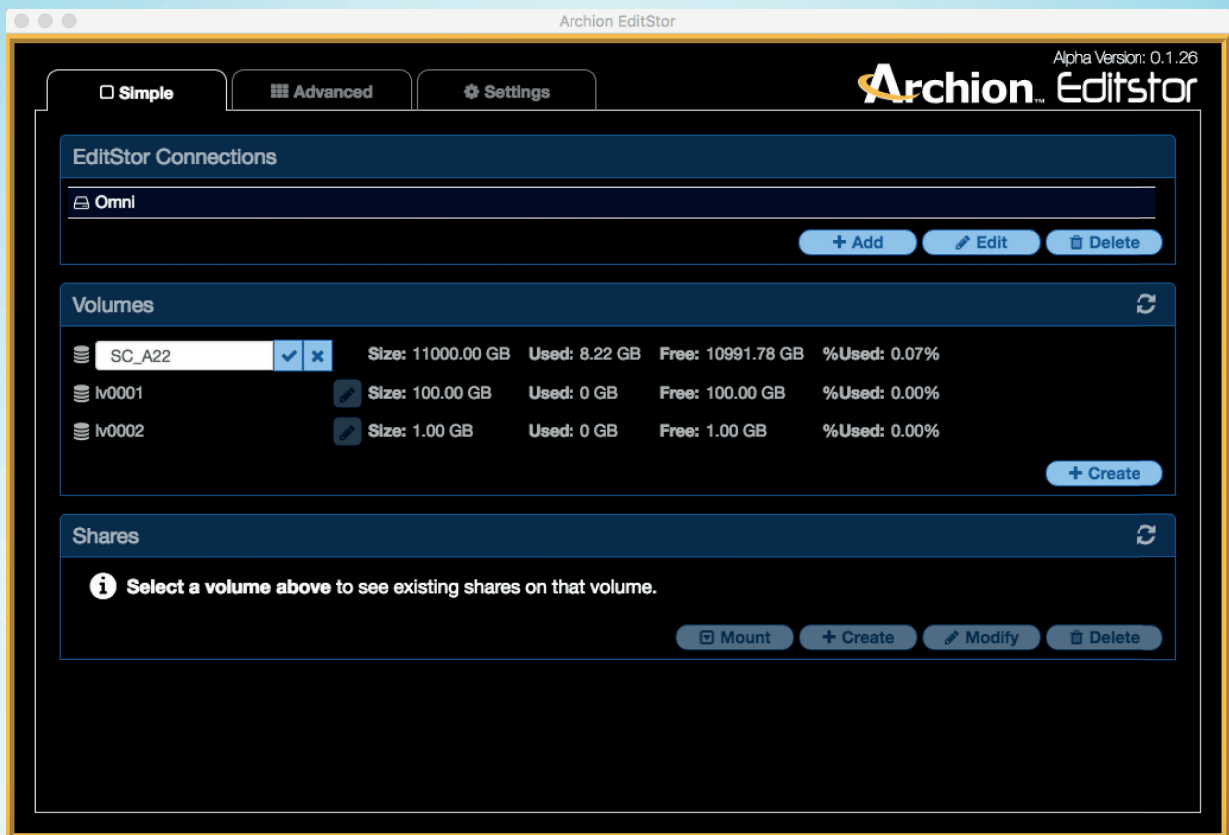 Archion EditStor
Alpha Version: 0.1.26
Archion™ Editstor
Simple Advanced Settings
EditStor Connections
Omni
Add Edit Delete
Volumes
SC_A22 Size: 11000.00 GB Used: 8.22 GB Free: 10991.78 GB %Used: 0.07%
lv0001 Size: 100.00 GB Used: 0 GB Free: 100.00 GB %Used: 0.00%
lv0002 Size: 1.00 GB Used: 0 GB Free: 1.00 GB %Used: 0.00%
Create
Shares
Select a volume above to see existing shares on that volume.
Mount Create Modify Delete